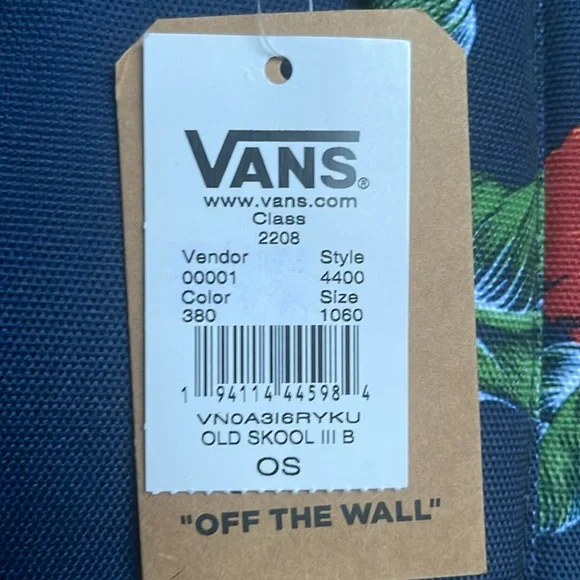 VANS®
www.vans.com
Class
2208
Vendor Style
00001 4400
Color Size
380 1060
1 94114 44598 4
VN0A3I6RYKU
OLD SKOOL III B
OS
"OFF THE WALL"